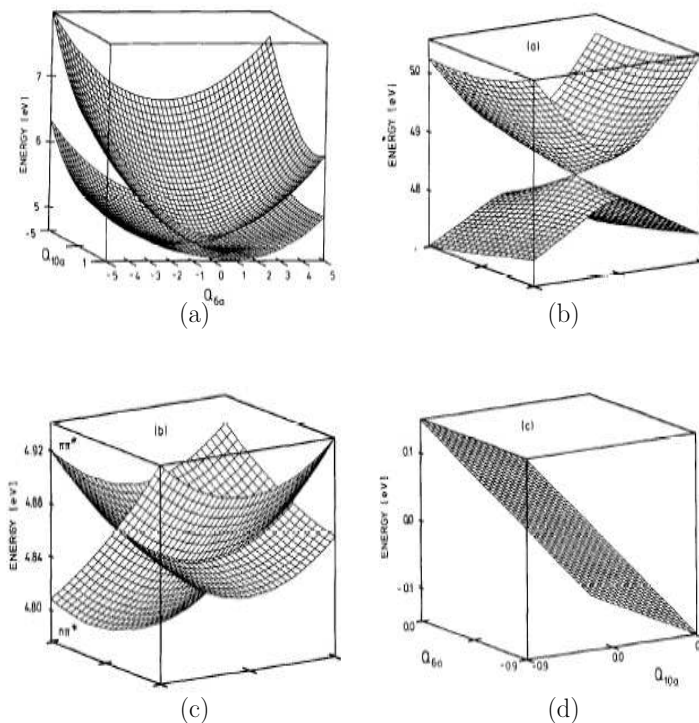 7
6
5
ENERGY [eV]
-5
Q10a
1
-5 -4 -3 -2 -1 0 1 2 3 4 5
Q6a
(a)
(a)
5.0
4.9
4.8
ENERGY [eV]
(b)
ππ*
(b)
4.92
4.88
4.84
4.80
ENERGY [eV]
nπ*
(c)
(c)
0.1
0.0
-0.1
0.0
ENERGY [eV]
Q6a
-0.9
-0.9
0.0
Q10a
(d)